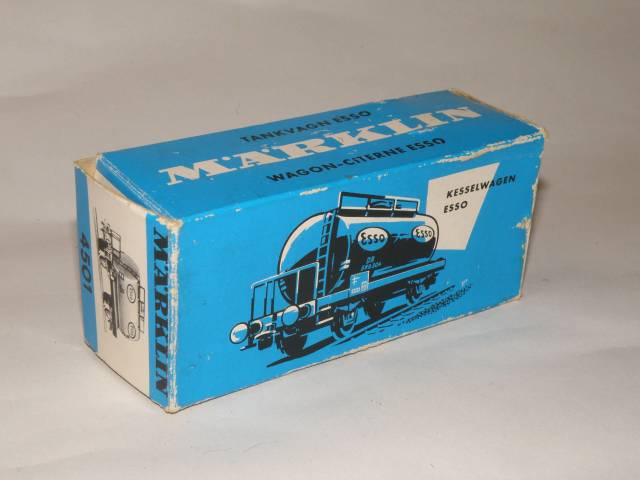 TANKVAGN ESSO
MÄRKLIN
WAGON-CITERNE ESSO
KESSELWAGEN
ESSO
Esso
Esso
DB
MÄRKLIN
4501